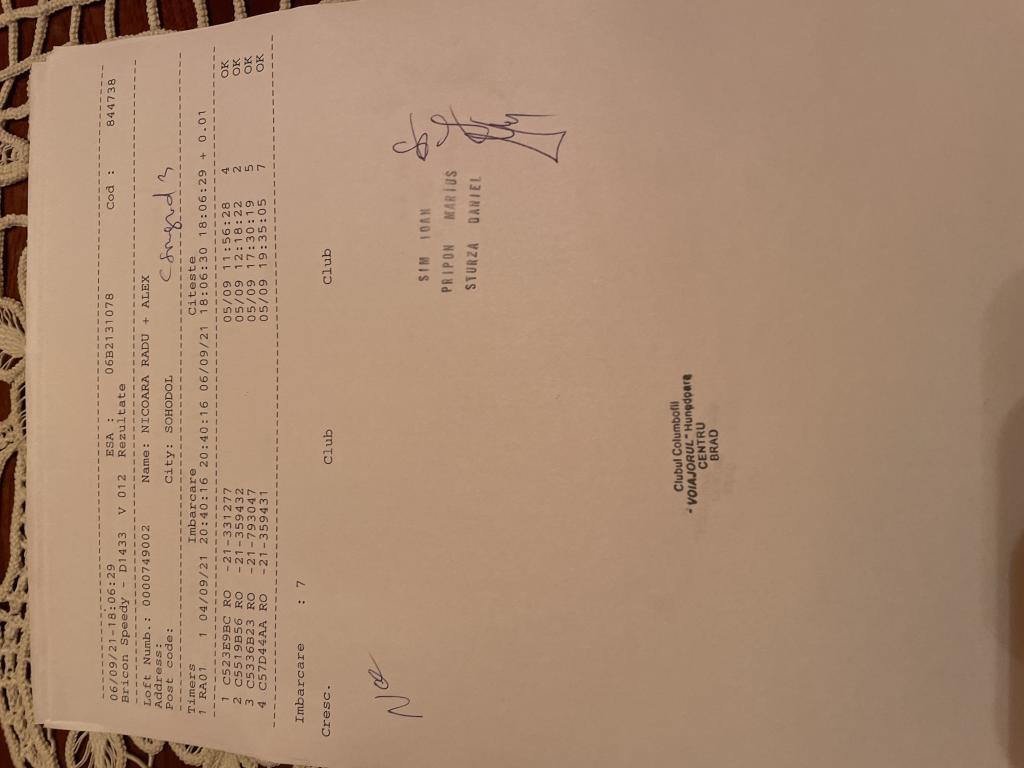 06/09/21-18:06:29 ESA : 06B2131078 Cod : 844738
Bricon Speedy - D1433 V 012 Rezultate
Loft Numb.: 0000749002 Name: NICOARA RADU + ALEX
Address:
Post code: City: SOHODOL
Timers Imbarcare Citeste
1 RA01 1 04/09/21 20:40:16 20:40:16 06/09/21 18:06:30 18:06:29 + 0.01
1 C523E9BC RO -21-331277 05/09 11:56:28 4 OK
2 C5519B56 RO -21-359432 05/09 12:18:22 2 OK
3 C5336B23 RO -21-793047 05/09 17:30:19 5 OK
4 C57D44AA RO -21-359431 05/09 19:35:05 7 OK
Imbarcare : 7
Cresc. Club Club
SIM IOAN
PRIPON MARIUS
STURZA DANIEL
Clubul Columbofil
"VOIAJORUL" Hunedoara
CENTRU
BRAD